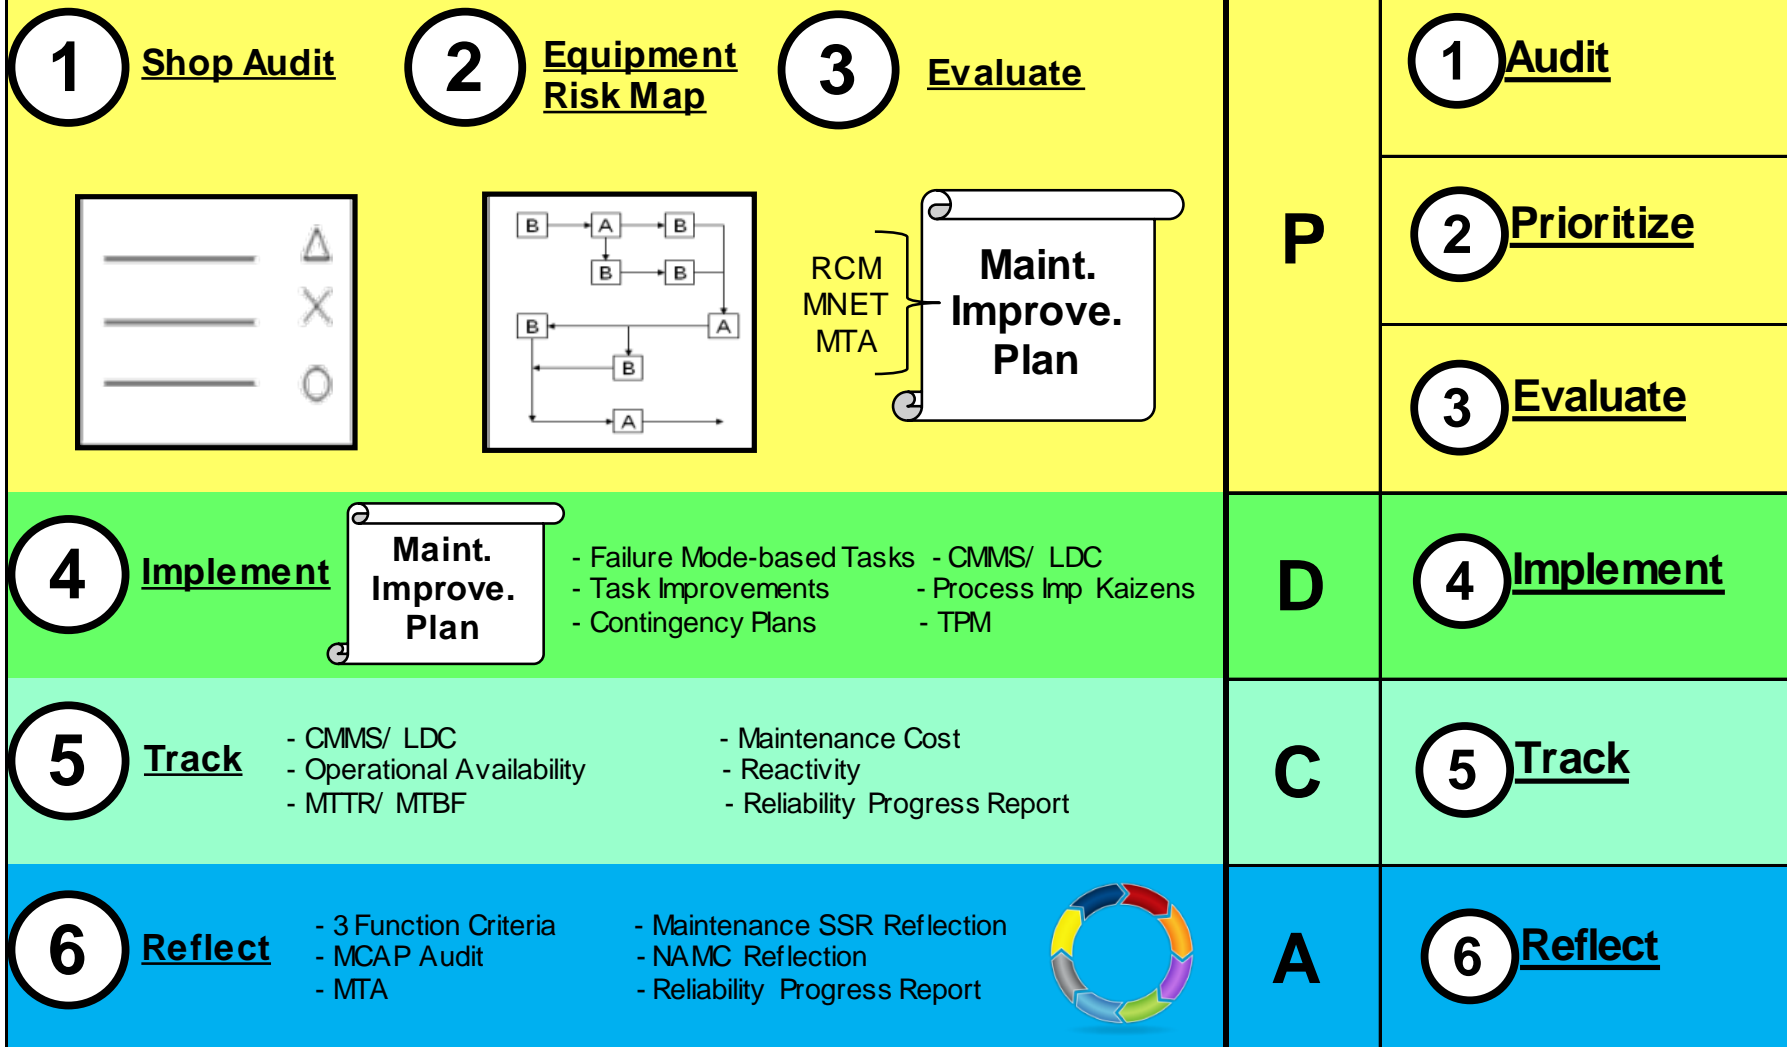 1
Shop Audit
2
Equipment
Risk Map
3
Evaluate
B
A
B
B
B
B
A
B
A
RCM
MNET
MTA
Maint.
Improve.
Plan
P
1
Audit
2
Prioritize
3
Evaluate
4
Implement
Maint.
Improve.
Plan
- Failure Mode-based Tasks
- Task Improvements
- Contingency Plans
- CMMS/ LDC
- Process Imp Kaizens
- TPM
D
4
Implement
5
Track
- CMMS/ LDC
- Operational Availability
- MTTR/ MTBF
- Maintenance Cost
- Reactivity
- Reliability Progress Report
C
5
Track
6
Reflect
- 3 Function Criteria
- MCAP Audit
- MTA
- Maintenance SSR Reflection
- NAMC Reflection
- Reliability Progress Report
A
6
Reflect